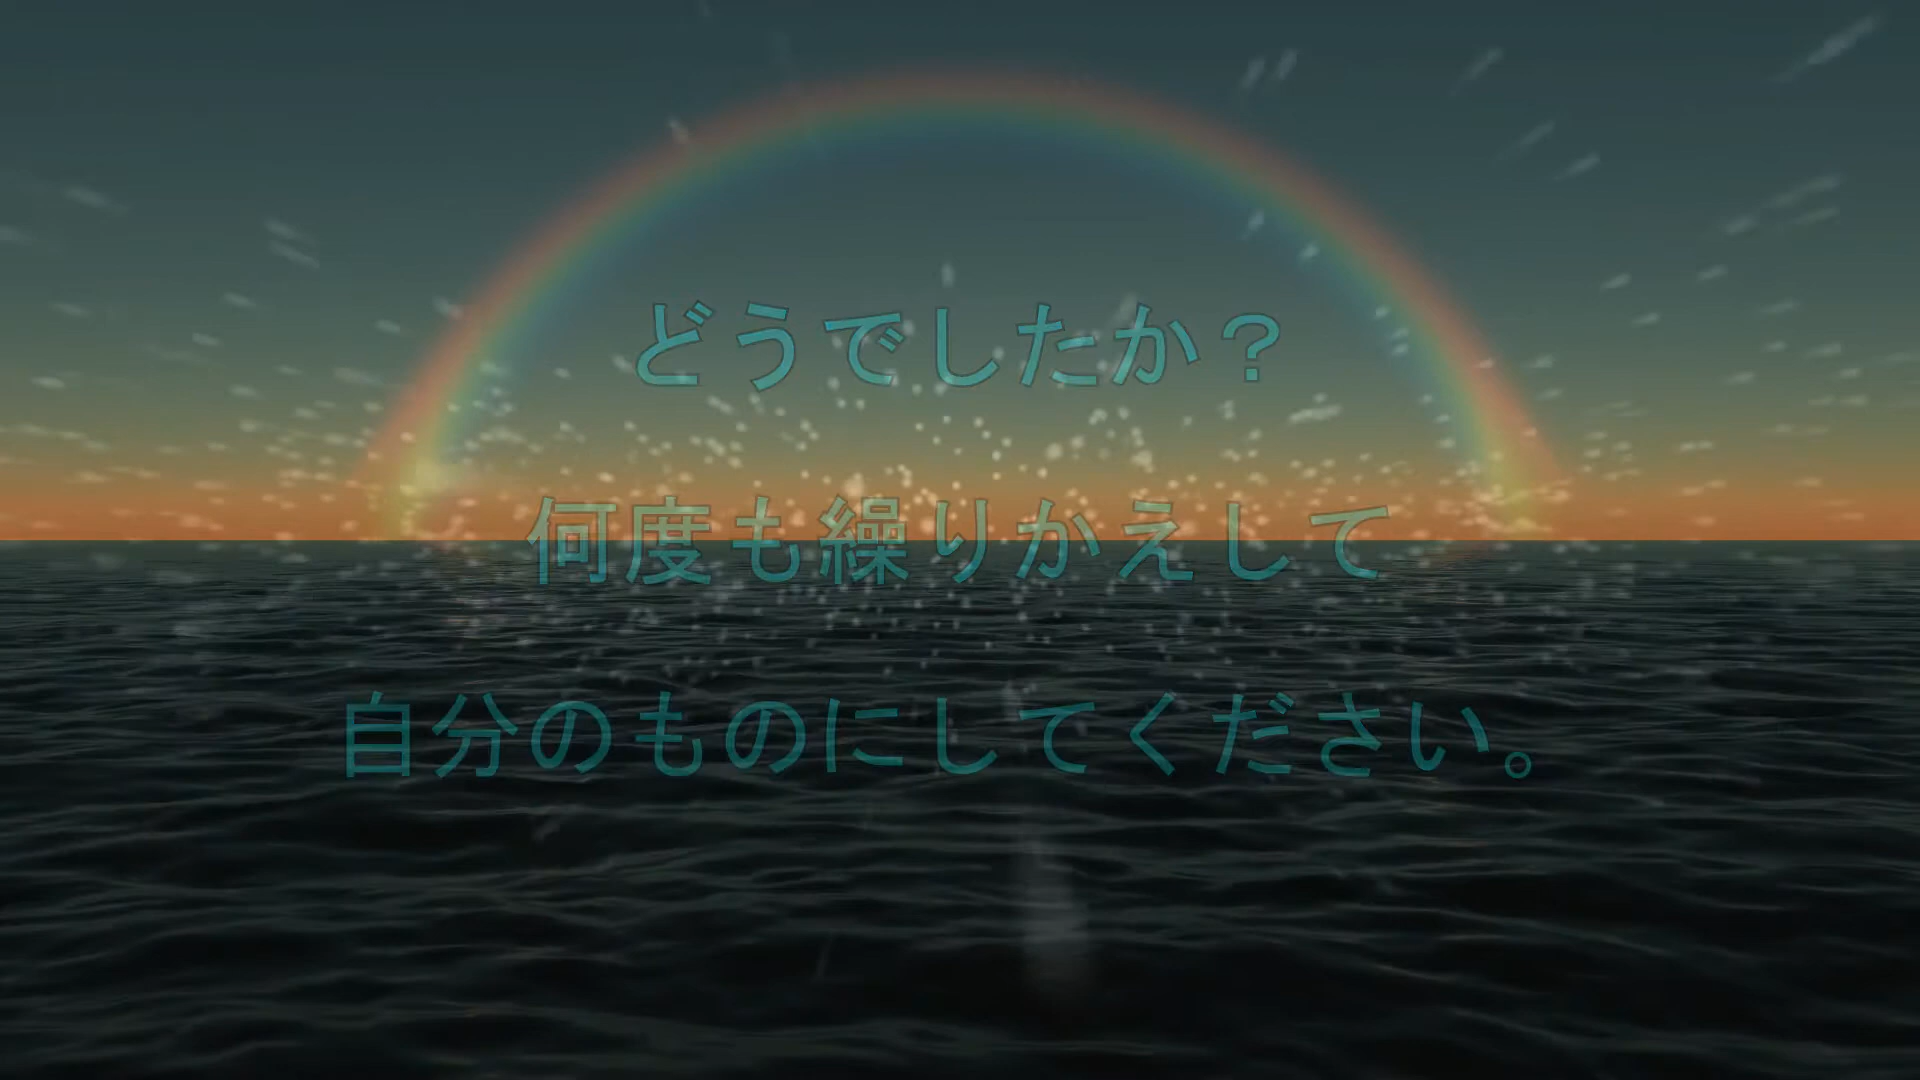 どうでしたか？
何度も繰りかえして
自分のものにしてください。